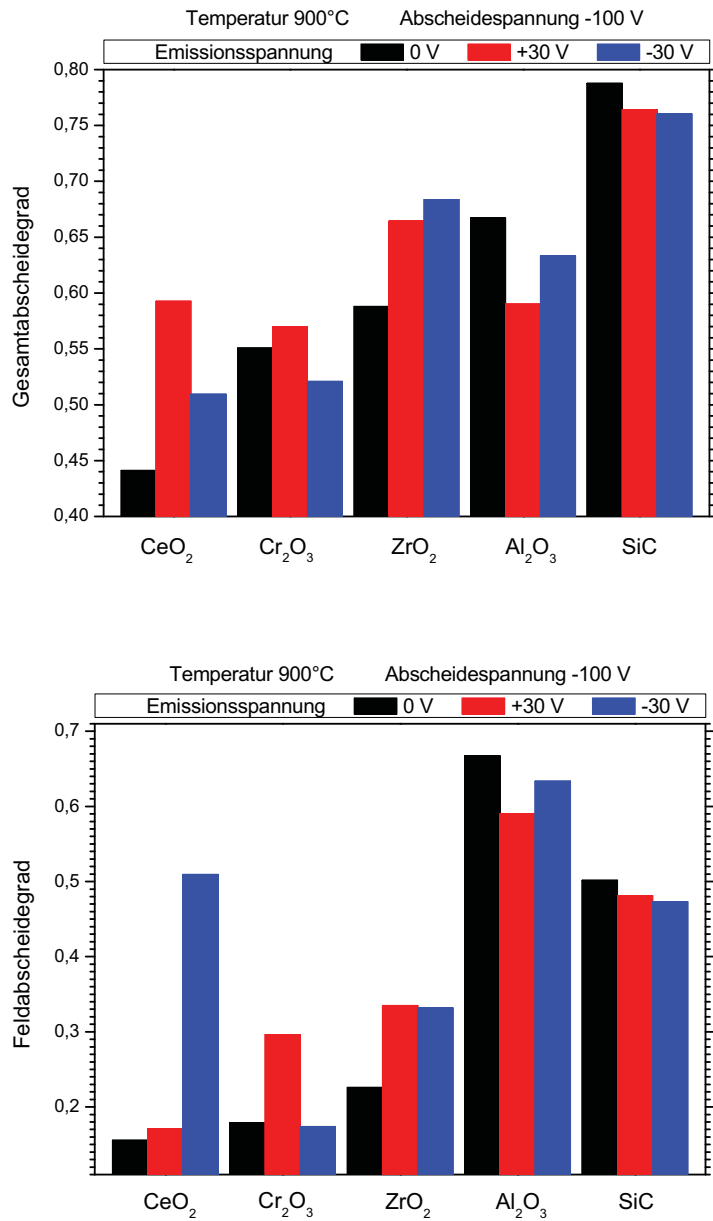 Temperatur 900°C Abscheidespannung -100 V
Emissionsspannung 0 V +30 V -30 V
0,80
0,75
0,70
0,65
0,60
0,55
0,50
0,45
0,40
Gesamtabscheidegrad
CeO₂ Cr₂O₃ ZrO₂ Al₂O₃ SiC
Temperatur 900°C Abscheidespannung -100 V
Emissionsspannung 0 V +30 V -30 V
0,7
0,6
0,5
0,4
0,3
0,2
Feldabscheidegrad
CeO₂ Cr₂O₃ ZrO₂ Al₂O₃ SiC